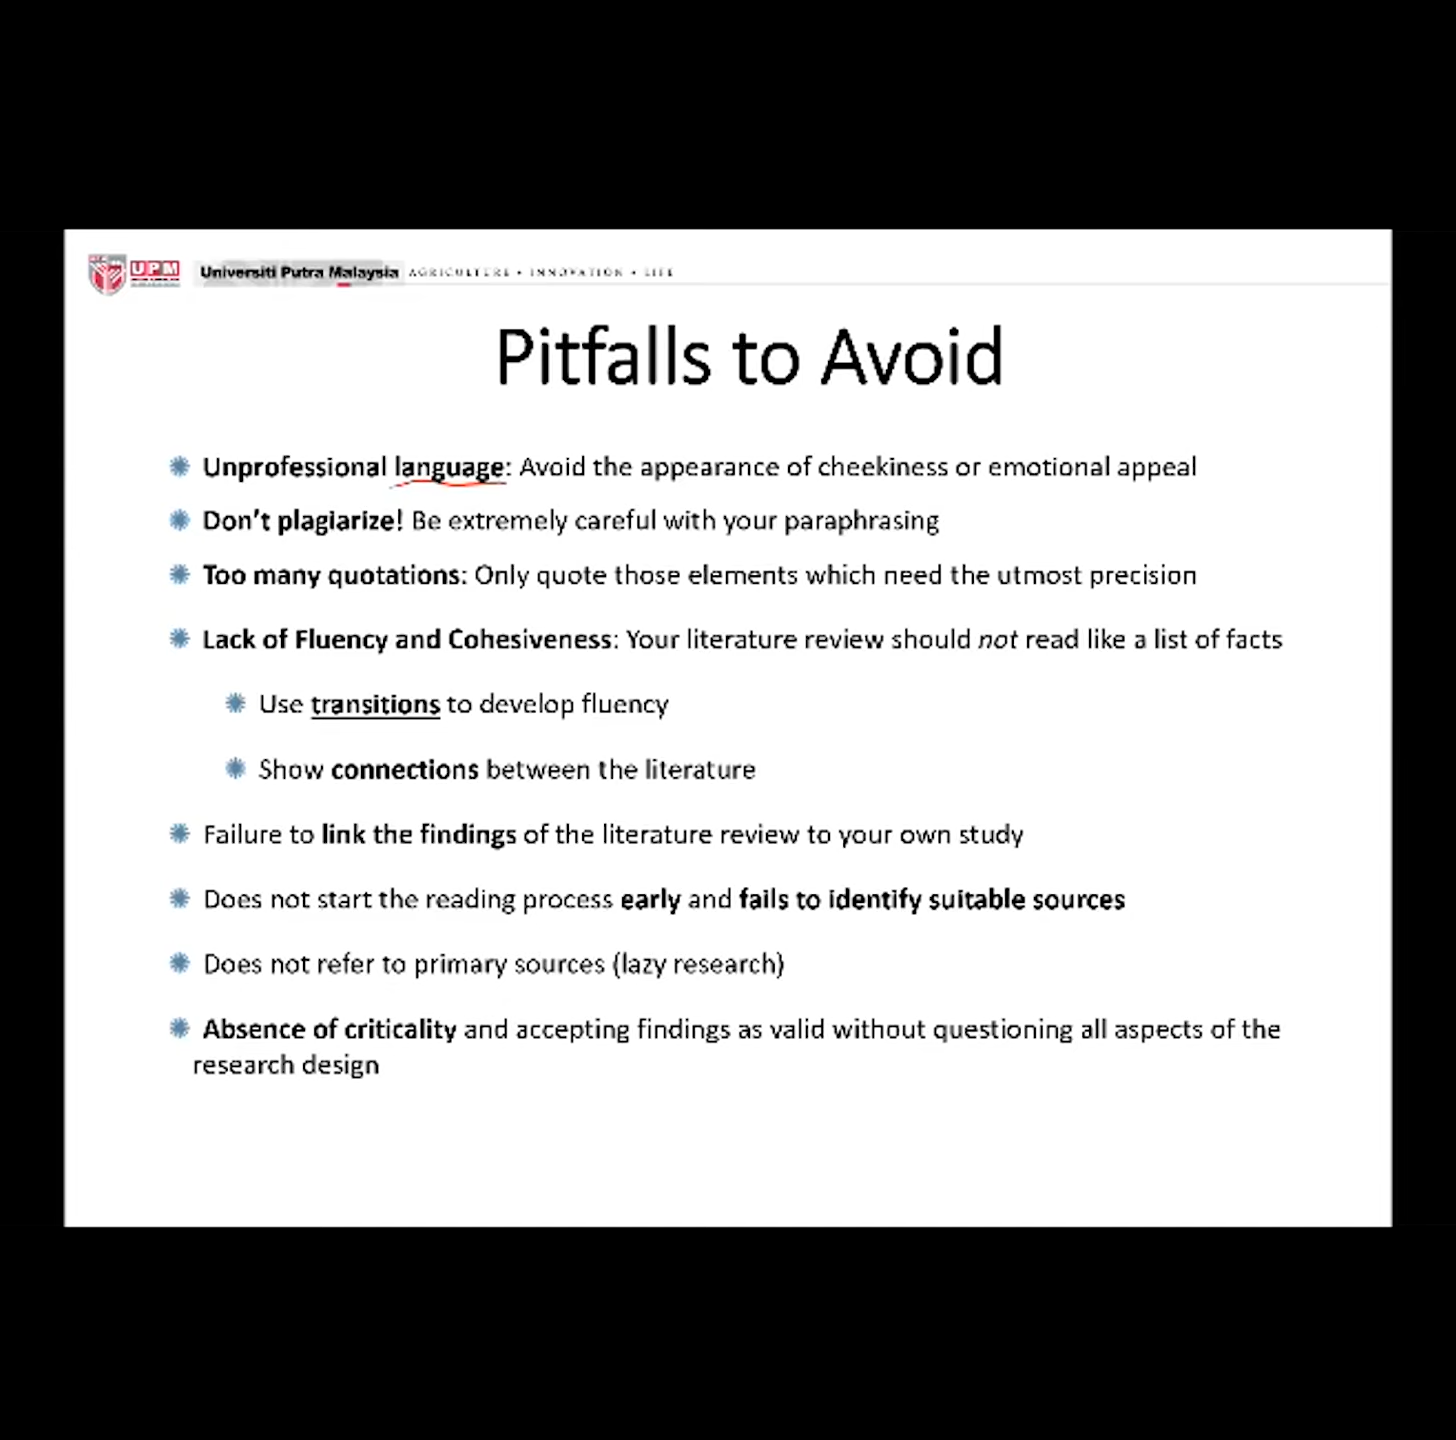 UPM
Universiti Putra Malaysia AGRICULTURE • INNOVATION • LIFE
Pitfalls to Avoid
Unprofessional language: Avoid the appearance of cheekiness or emotional appeal
Don't plagiarize! Be extremely careful with your paraphrasing
Too many quotations: Only quote those elements which need the utmost precision
Lack of Fluency and Cohesiveness: Your literature review should not read like a list of facts
Use transitions to develop fluency
Show connections between the literature
Failure to link the findings of the literature review to your own study
Does not start the reading process early and fails to identify suitable sources
Does not refer to primary sources (lazy research)
Absence of criticality and accepting findings as valid without questioning all aspects of the
research design